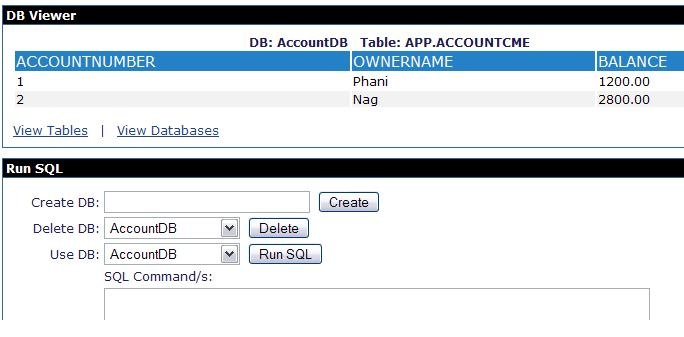 DB Viewer
DB: AccountDB Table: APP.ACCOUNTCME
ACCOUNTNUMBER OWNERNAME BALANCE
1 Phani 1200.00
2 Nag 2800.00
View Tables | View Databases
Run SQL
Create DB: Create
Delete DB: AccountDB Delete
Use DB: AccountDB Run SQL
SQL Command/s: